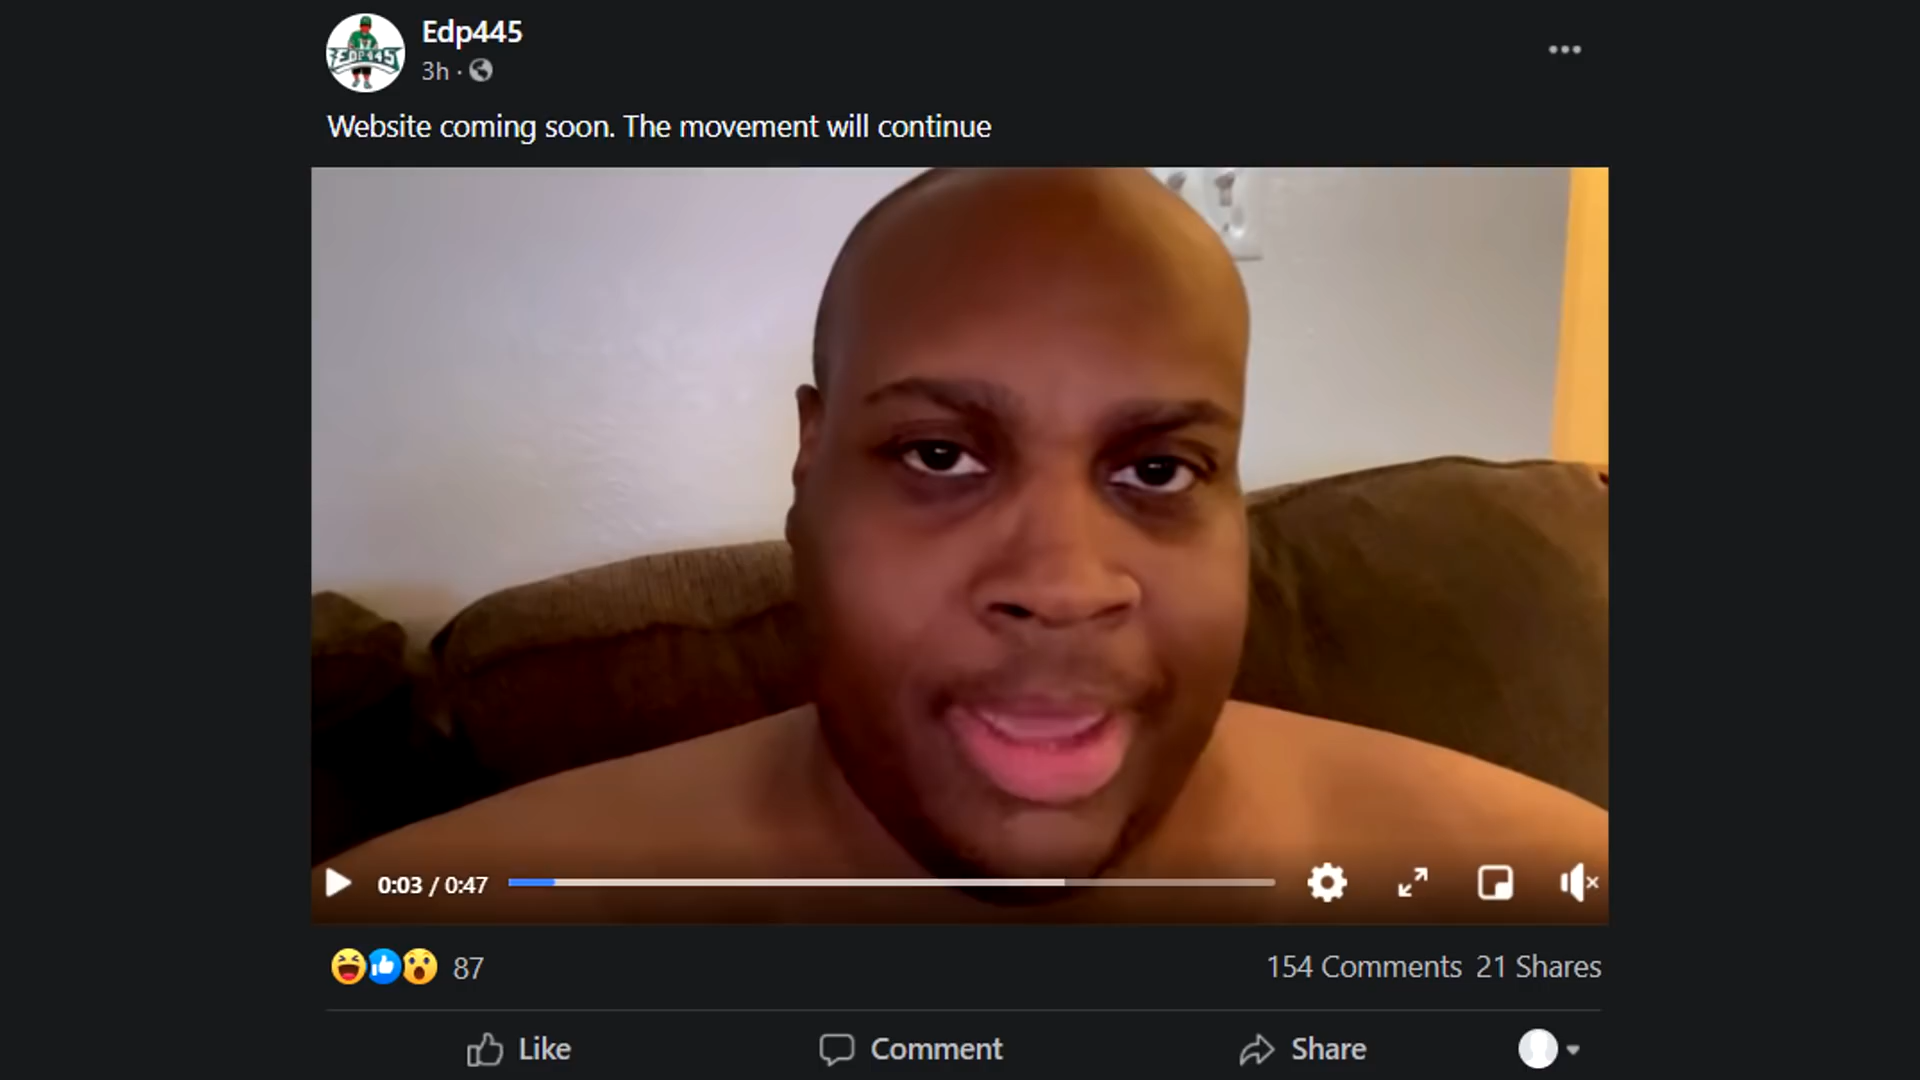 Edp445
3h ·
EDP445
Website coming soon. The movement will continue
0:03 / 0:47
87
154 Comments 21 Shares
Like
Comment
Share